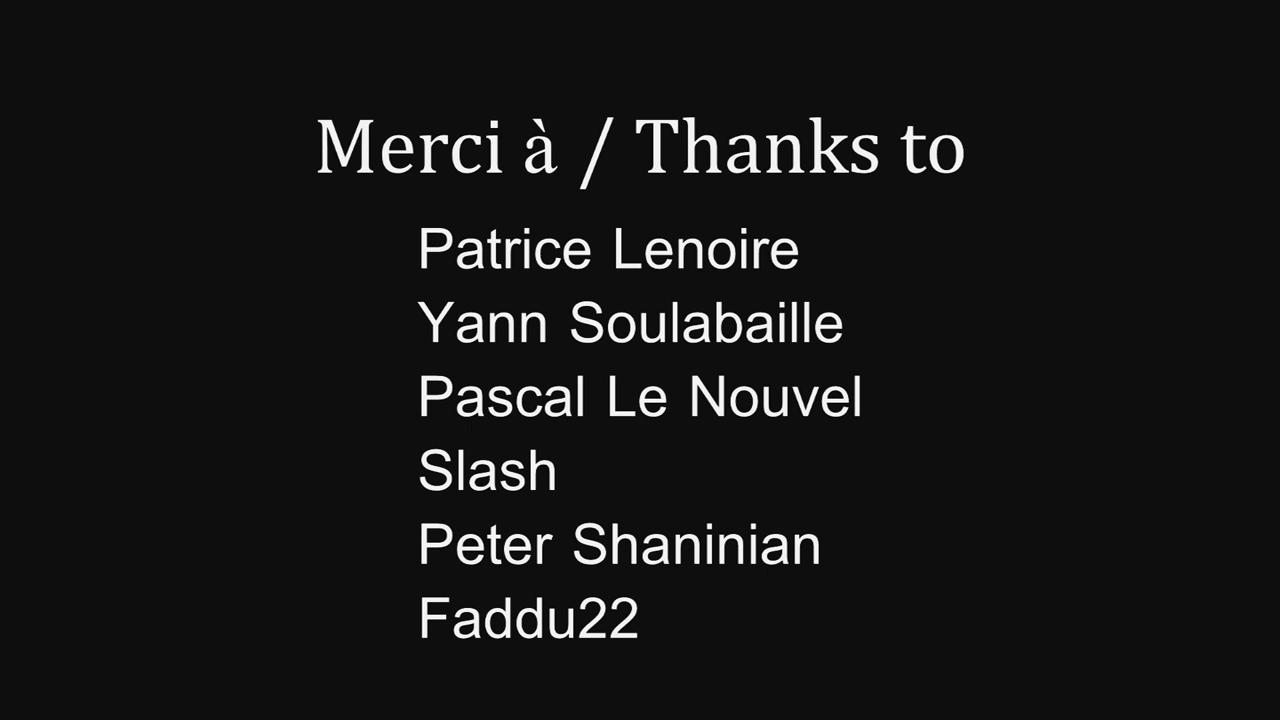 Merci à / Thanks to
Patrice Lenoire
Yann Soulabaille
Pascal Le Nouvel
Slash
Peter Shaninian
Faddu22